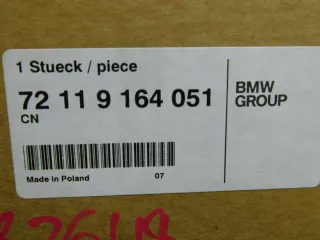 1 Stueck / piece
72 11 9 164 051
CN
BMW
GROUP
Made in Poland 07